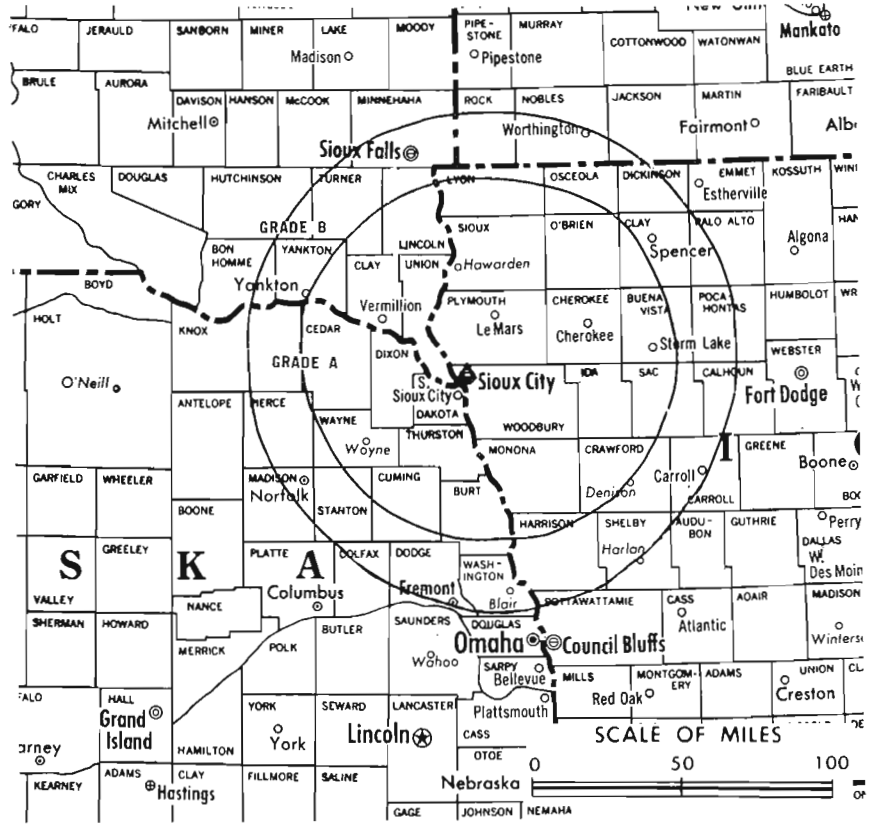 PIPE-
STONE
MURRAY
Mankato
JERAULD
SANBORN
MINER
LAKE
MOODY
Madison
Pipestone
COTTONWOOD
WATONWAN
BLUE EARTH
BRULE
AURORA
DAVISON
HANSON
McCOOK
MINNEHAHA
ROCK
NOBLES
JACKSON
MARTIN
FARIBAULT
Mitchell
Worthington
Fairmont
Sioux Falls
CHARLES
MIX
DOUGLAS
HUTCHINSON
TURNER
LYON
OSCEOLA
DICKINSON
EMMET
KOSSUTH
Estherville
GRADE B
LINCOLN
SIOUX
O'BRIEN
CLAY
PALO ALTO
Spencer
Algona
BON
HOMME
YANKTON
CLAY
UNION
Hawarden
BOYD
Yankton
Vermillion
PLYMOUTH
Le Mars
CHEROKEE
Cherokee
BUENA
VISTA
POCA-
HONTAS
HUMBOLDT
HOLT
KNOX
CEDAR
DIXON
Storm Lake
WEBSTER
GRADE A
O'Neill
S.
Sioux City
Sioux City
IDA
SAC
CALHOUN
Fort Dodge
ANTELOPE
PIERCE
WAYNE
Wayne
DAKOTA
THURSTON
WOODBURY
MONONA
CRAWFORD
I
GREENE
Boone
Carroll
CARROLL
Denison
GARFIELD
WHEELER
MADISON
Norfolk
CUMING
BURT
BOONE
STANTON
HARRISON
SHELBY
AUDU-
BON
GUTHRIE
Perry
DALLAS
Harlan
W.
Des Moin
S K A
GREELEY
PLATTE
COLFAX
DODGE
WASH-
INGTON
VALLEY
NANCE
Columbus
Fremont
Blair
POTTAWATTAMIE
CASS
Atlantic
ADAIR
MADISON
SHERMAN
HOWARD
MERRICK
POLK
BUTLER
SAUNDERS
Wahoo
DOUGLAS
Omaha
Council Bluffs
SARPY
Bellevue
MILLS
MONTGOM-
ERY
ADAMS
UNION
Creston
Red Oak
Plattsmouth
HALL
Grand
Island
YORK
York
SEWARD
LANCASTER
Lincoln
CASS
OTOE
SCALE OF MILES
0 50 100
HAMILTON
KEARNEY
ADAMS
CLAY
Hastings
FILLMORE
SALINE
Nebraska
GAGE
JOHNSON
NEMAHA